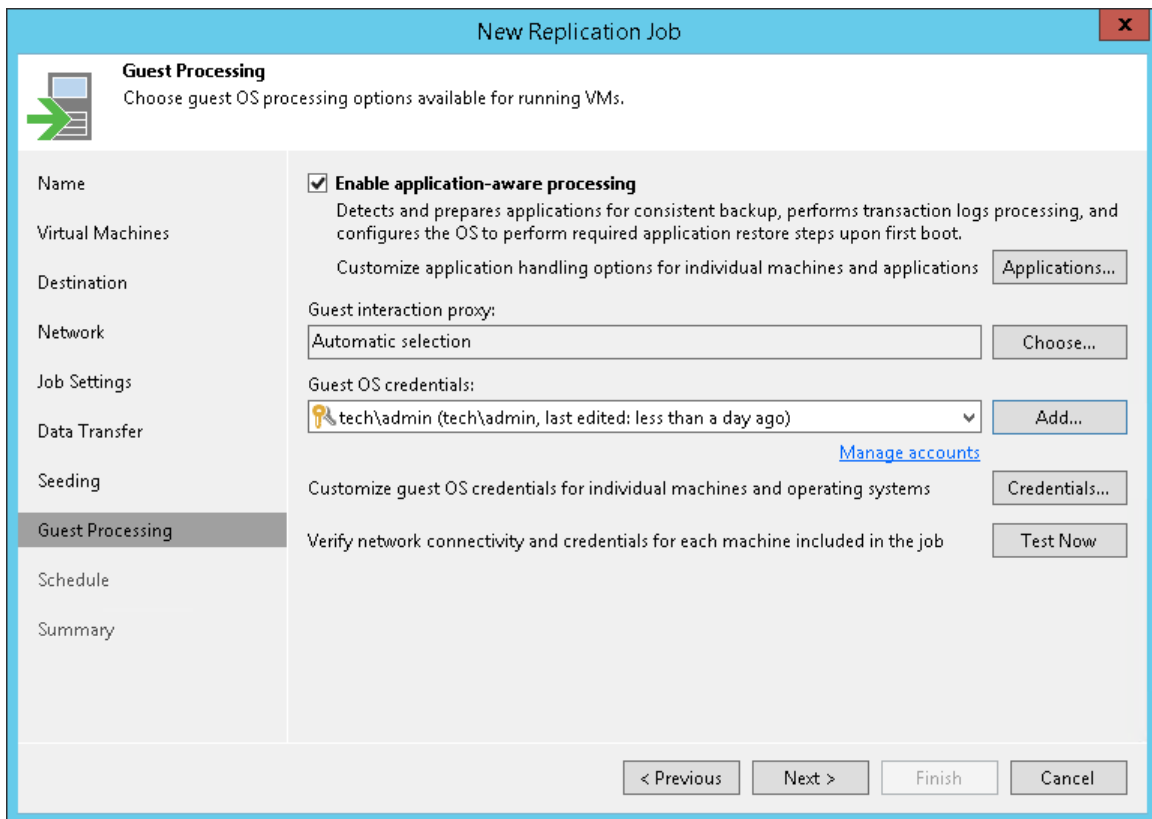 New Replication Job
x
Guest Processing
Choose guest OS processing options available for running VMs.
Name
Virtual Machines
Destination
Network
Job Settings
Data Transfer
Seeding
Guest Processing
Schedule
Summary
Enable application-aware processing
Detects and prepares applications for consistent backup, performs transaction logs processing, and
configures the OS to perform required application restore steps upon first boot.
Customize application handling options for individual machines and applications
Applications...
Guest interaction proxy:
Automatic selection
Choose...
Guest OS credentials:
tech\admin (tech\admin, last edited: less than a day ago)
Add...
Manage accounts
Customize guest OS credentials for individual machines and operating systems
Credentials...
Verify network connectivity and credentials for each machine included in the job
Test Now
< Previous
Next >
Finish
Cancel